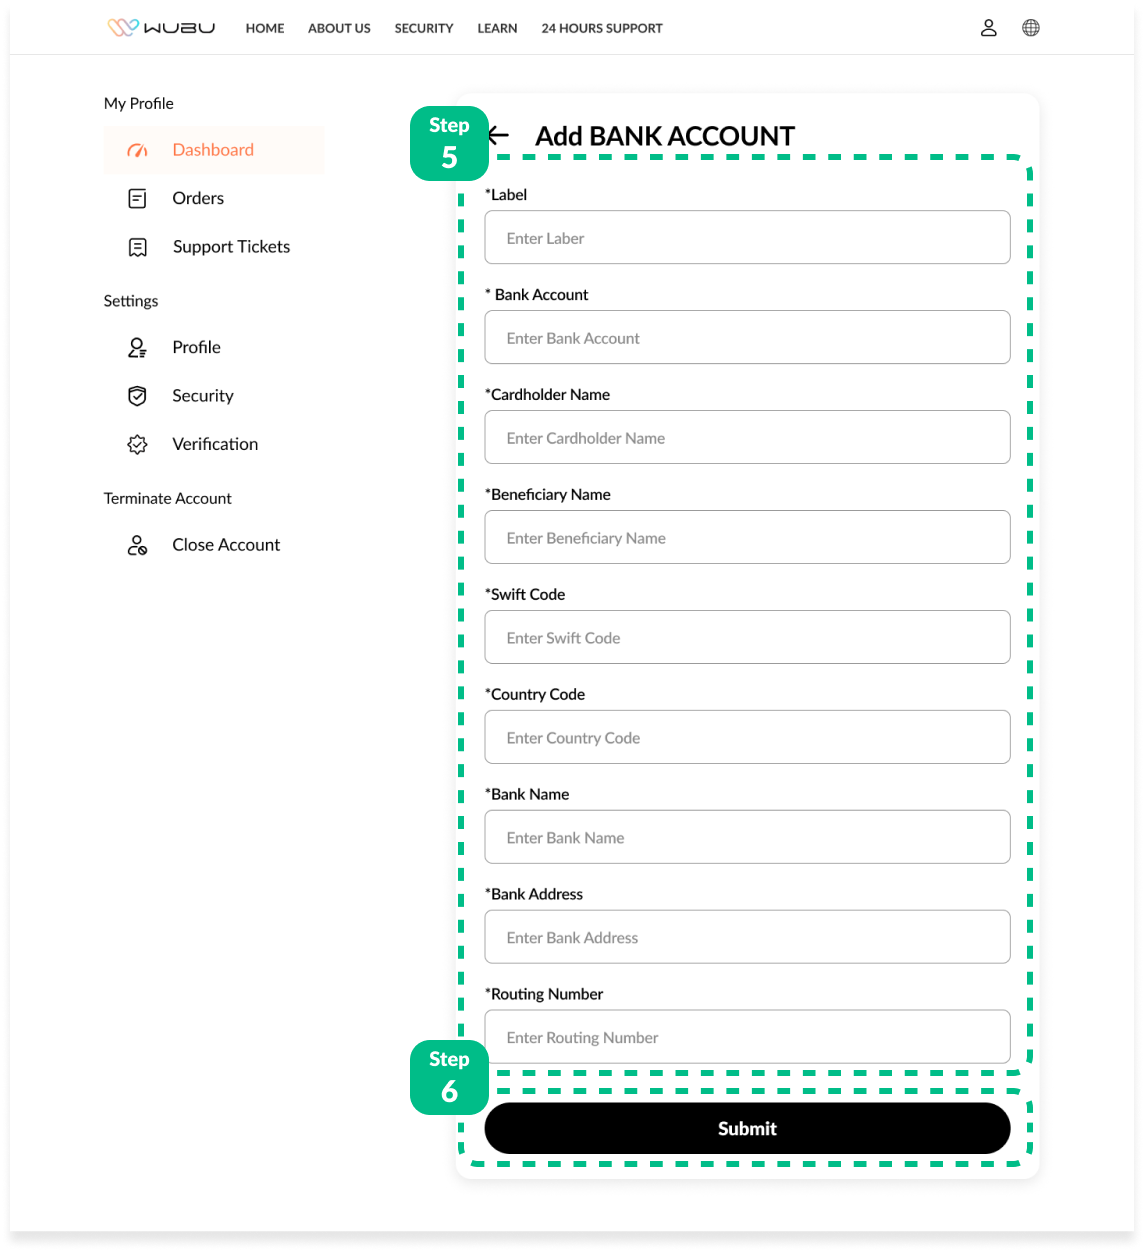 WUBU HOME ABOUT US SECURITY LEARN 24 HOURS SUPPORT
My Profile
Dashboard
Orders
Support Tickets
Settings
Profile
Security
Verification
Terminate Account
Close Account
Step
5
Add BANK ACCOUNT
*Label
Enter Laber
* Bank Account
Enter Bank Account
*Cardholder Name
Enter Cardholder Name
*Beneficiary Name
Enter Beneficiary Name
*Swift Code
Enter Swift Code
*Country Code
Enter Country Code
*Bank Name
Enter Bank Name
*Bank Address
Enter Bank Address
*Routing Number
Enter Routing Number
Step
6
Submit